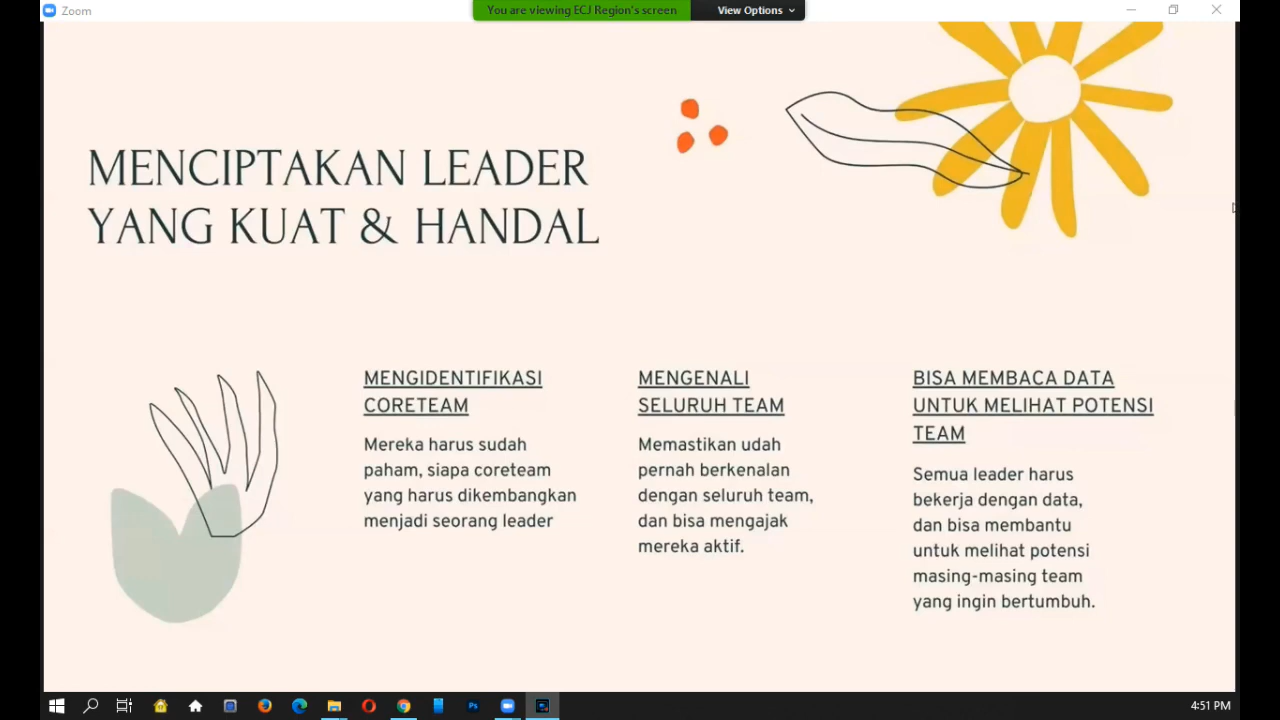 Zoom
You are viewing ECJ Region's screen
View Options
MENCIPTAKAN LEADER
YANG KUAT & HANDAL
MENGIDENTIFIKASI
CORETEAM
Mereka harus sudah
paham, siapa coreteam
yang harus dikembangkan
menjadi seorang leader
MENGENALI
SELURUH TEAM
Memastikan udah
pernah berkenalan
dengan seluruh team,
dan bisa mengajak
mereka aktif.
BISA MEMBACA DATA
UNTUK MELIHAT POTENSI
TEAM
Semua leader harus
bekerja dengan data,
dan bisa membantu
untuk melihat potensi
masing-masing team
yang ingin bertumbuh.
Ps
4:51 PM